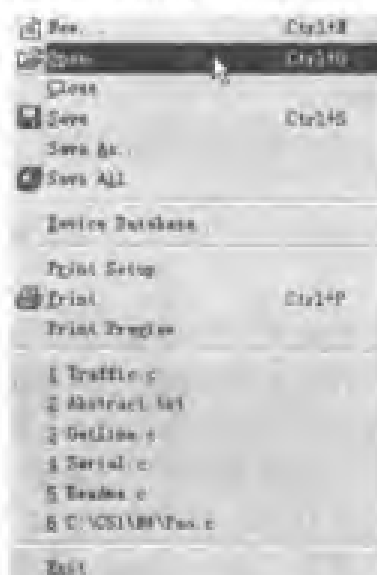 New... Ctrl+N
Open... Ctrl+O
Close
Save Ctrl+S
Save As...
Save All
Device Database...
Print Setup...
Print Ctrl+P
Print Preview
1 Traffic.c
2 Abstract.txt
3 Getline.c
4 Serial.c
5 Readme.c
Exit